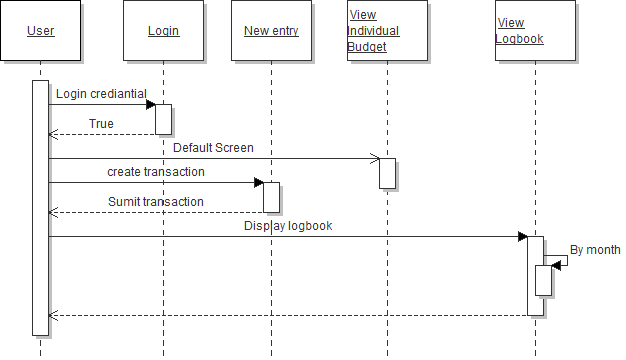 User
Login
New entry
View
Individual
Budget
View
Logbook
Login crediantial
True
Default Screen
create transaction
Sumit transaction
Display logbook
By month